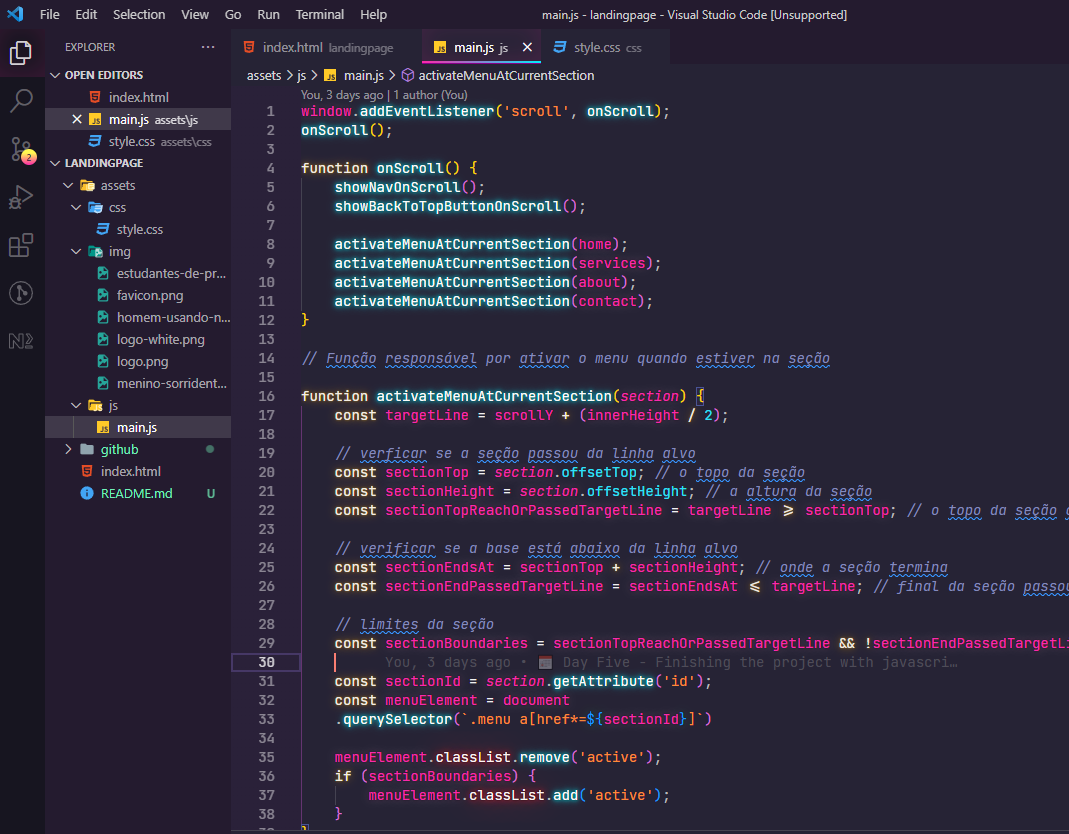 File Edit Selection View Go Run Terminal Help
main.js - landingpage - Visual Studio Code [Unsupported]
EXPLORER ···
OPEN EDITORS
index.html
main.js assets\js
style.css assets\css
LANDINGPAGE
assets
css
style.css
img
estudantes-de-pr...
favicon.png
homem-usando-n...
logo-white.png
logo.png
menino-sorrident...
js
main.js
github
index.html
README.md U
2
index.html landingpage
main.js js
style.css css
assets > js > main.js > activateMenuAtCurrentSection
You, 3 days ago | 1 author (You)
1 window.addEventListener('scroll', onScroll);
2 onScroll();
3
4 function onScroll() {
5 showNavOnScroll();
6 showBackToTopButtonOnScroll();
7
8 activateMenuAtCurrentSection(home);
9 activateMenuAtCurrentSection(services);
10 activateMenuAtCurrentSection(about);
11 activateMenuAtCurrentSection(contact);
12 }
13
14 // Função responsável por ativar o menu quando estiver na seção
15
16 function activateMenuAtCurrentSection(section) {
17 const targetLine = scrollY + (innerHeight / 2);
18
19 // verficar se a seção passou da linha alvo
20 const sectionTop = section.offsetTop; // o topo da seção
21 const sectionHeight = section.offsetHeight; // a altura da seção
22 const sectionTopReachOrPassedTargetLine = targetLine ⩾ sectionTop; // o topo da seção
23
24 // verificar se a base está abaixo da linha alvo
25 const sectionEndsAt = sectionTop + sectionHeight; // onde a seção termina
26 const sectionEndPassedTargetLine = sectionEndsAt ⩽ targetLine; // final da seção passou
27
28 // limites da seção
29 const sectionBoundaries = sectionTopReachOrPassedTargetLine && !sectionEndPassedTargetLi
30 You, 3 days ago • 📅 Day Five - Finishing the project with javascri…
31 const sectionId = section.getAttribute('id');
32 const menuElement = document
33 .querySelector(`.menu a[href*=${sectionId}]`)
34
35 menuElement.classList.remove('active');
36 if (sectionBoundaries) {
37 menuElement.classList.add('active');
38 }